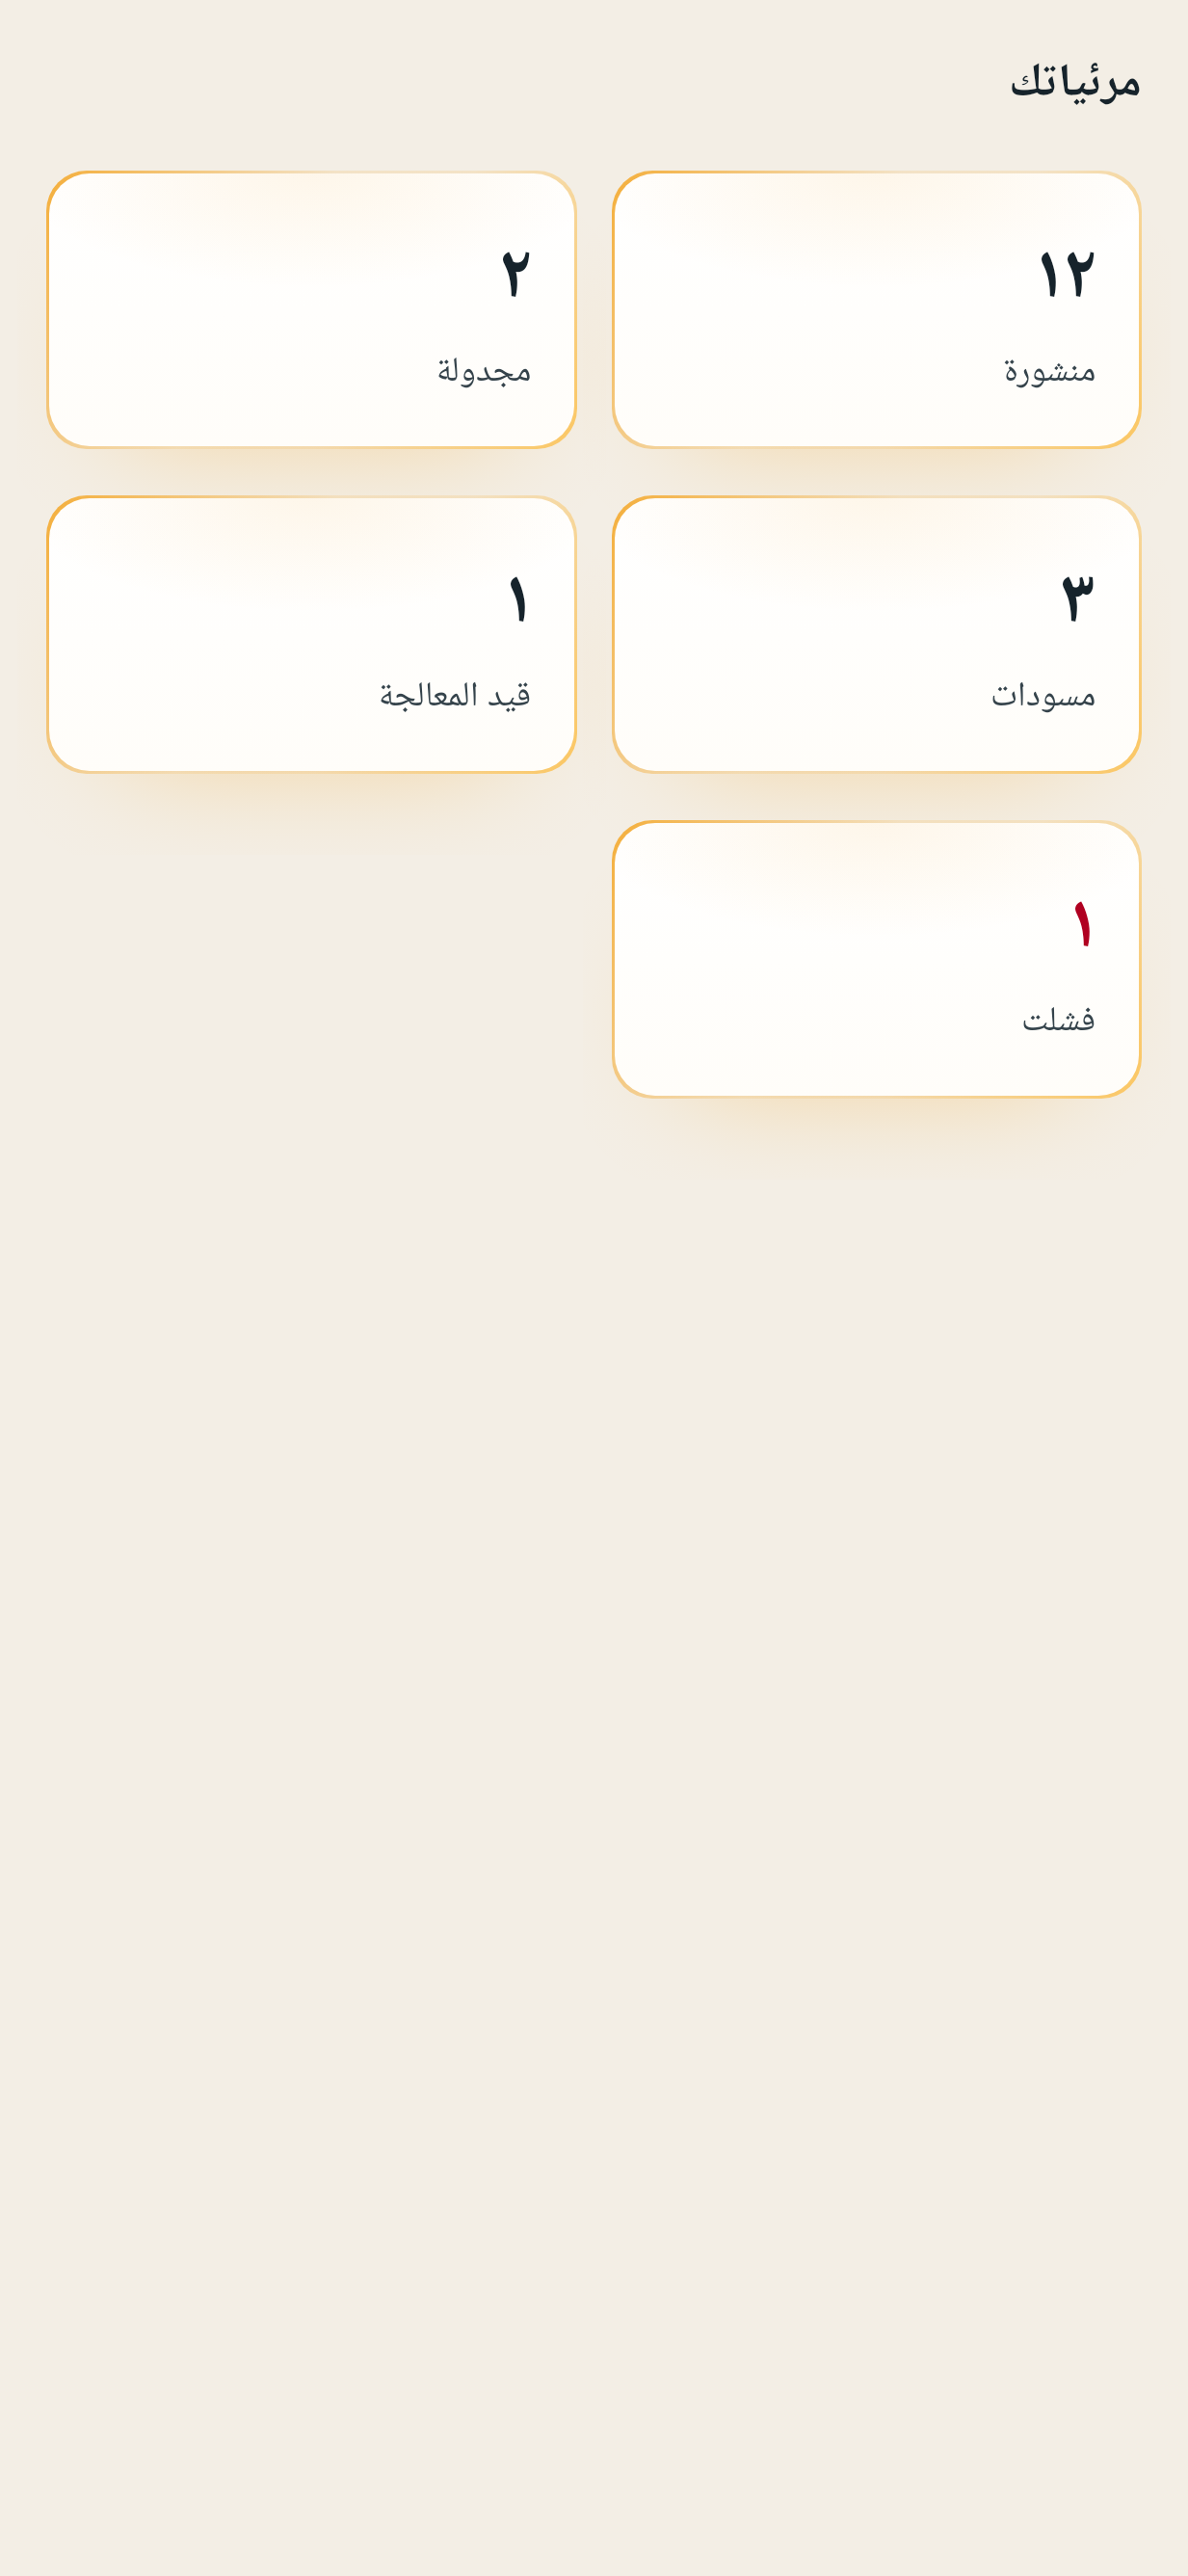 مرئياتك
١٢
منشورة
٢
مجدولة
٣
مسودات
١
قيد المعالجة
١
فشلت